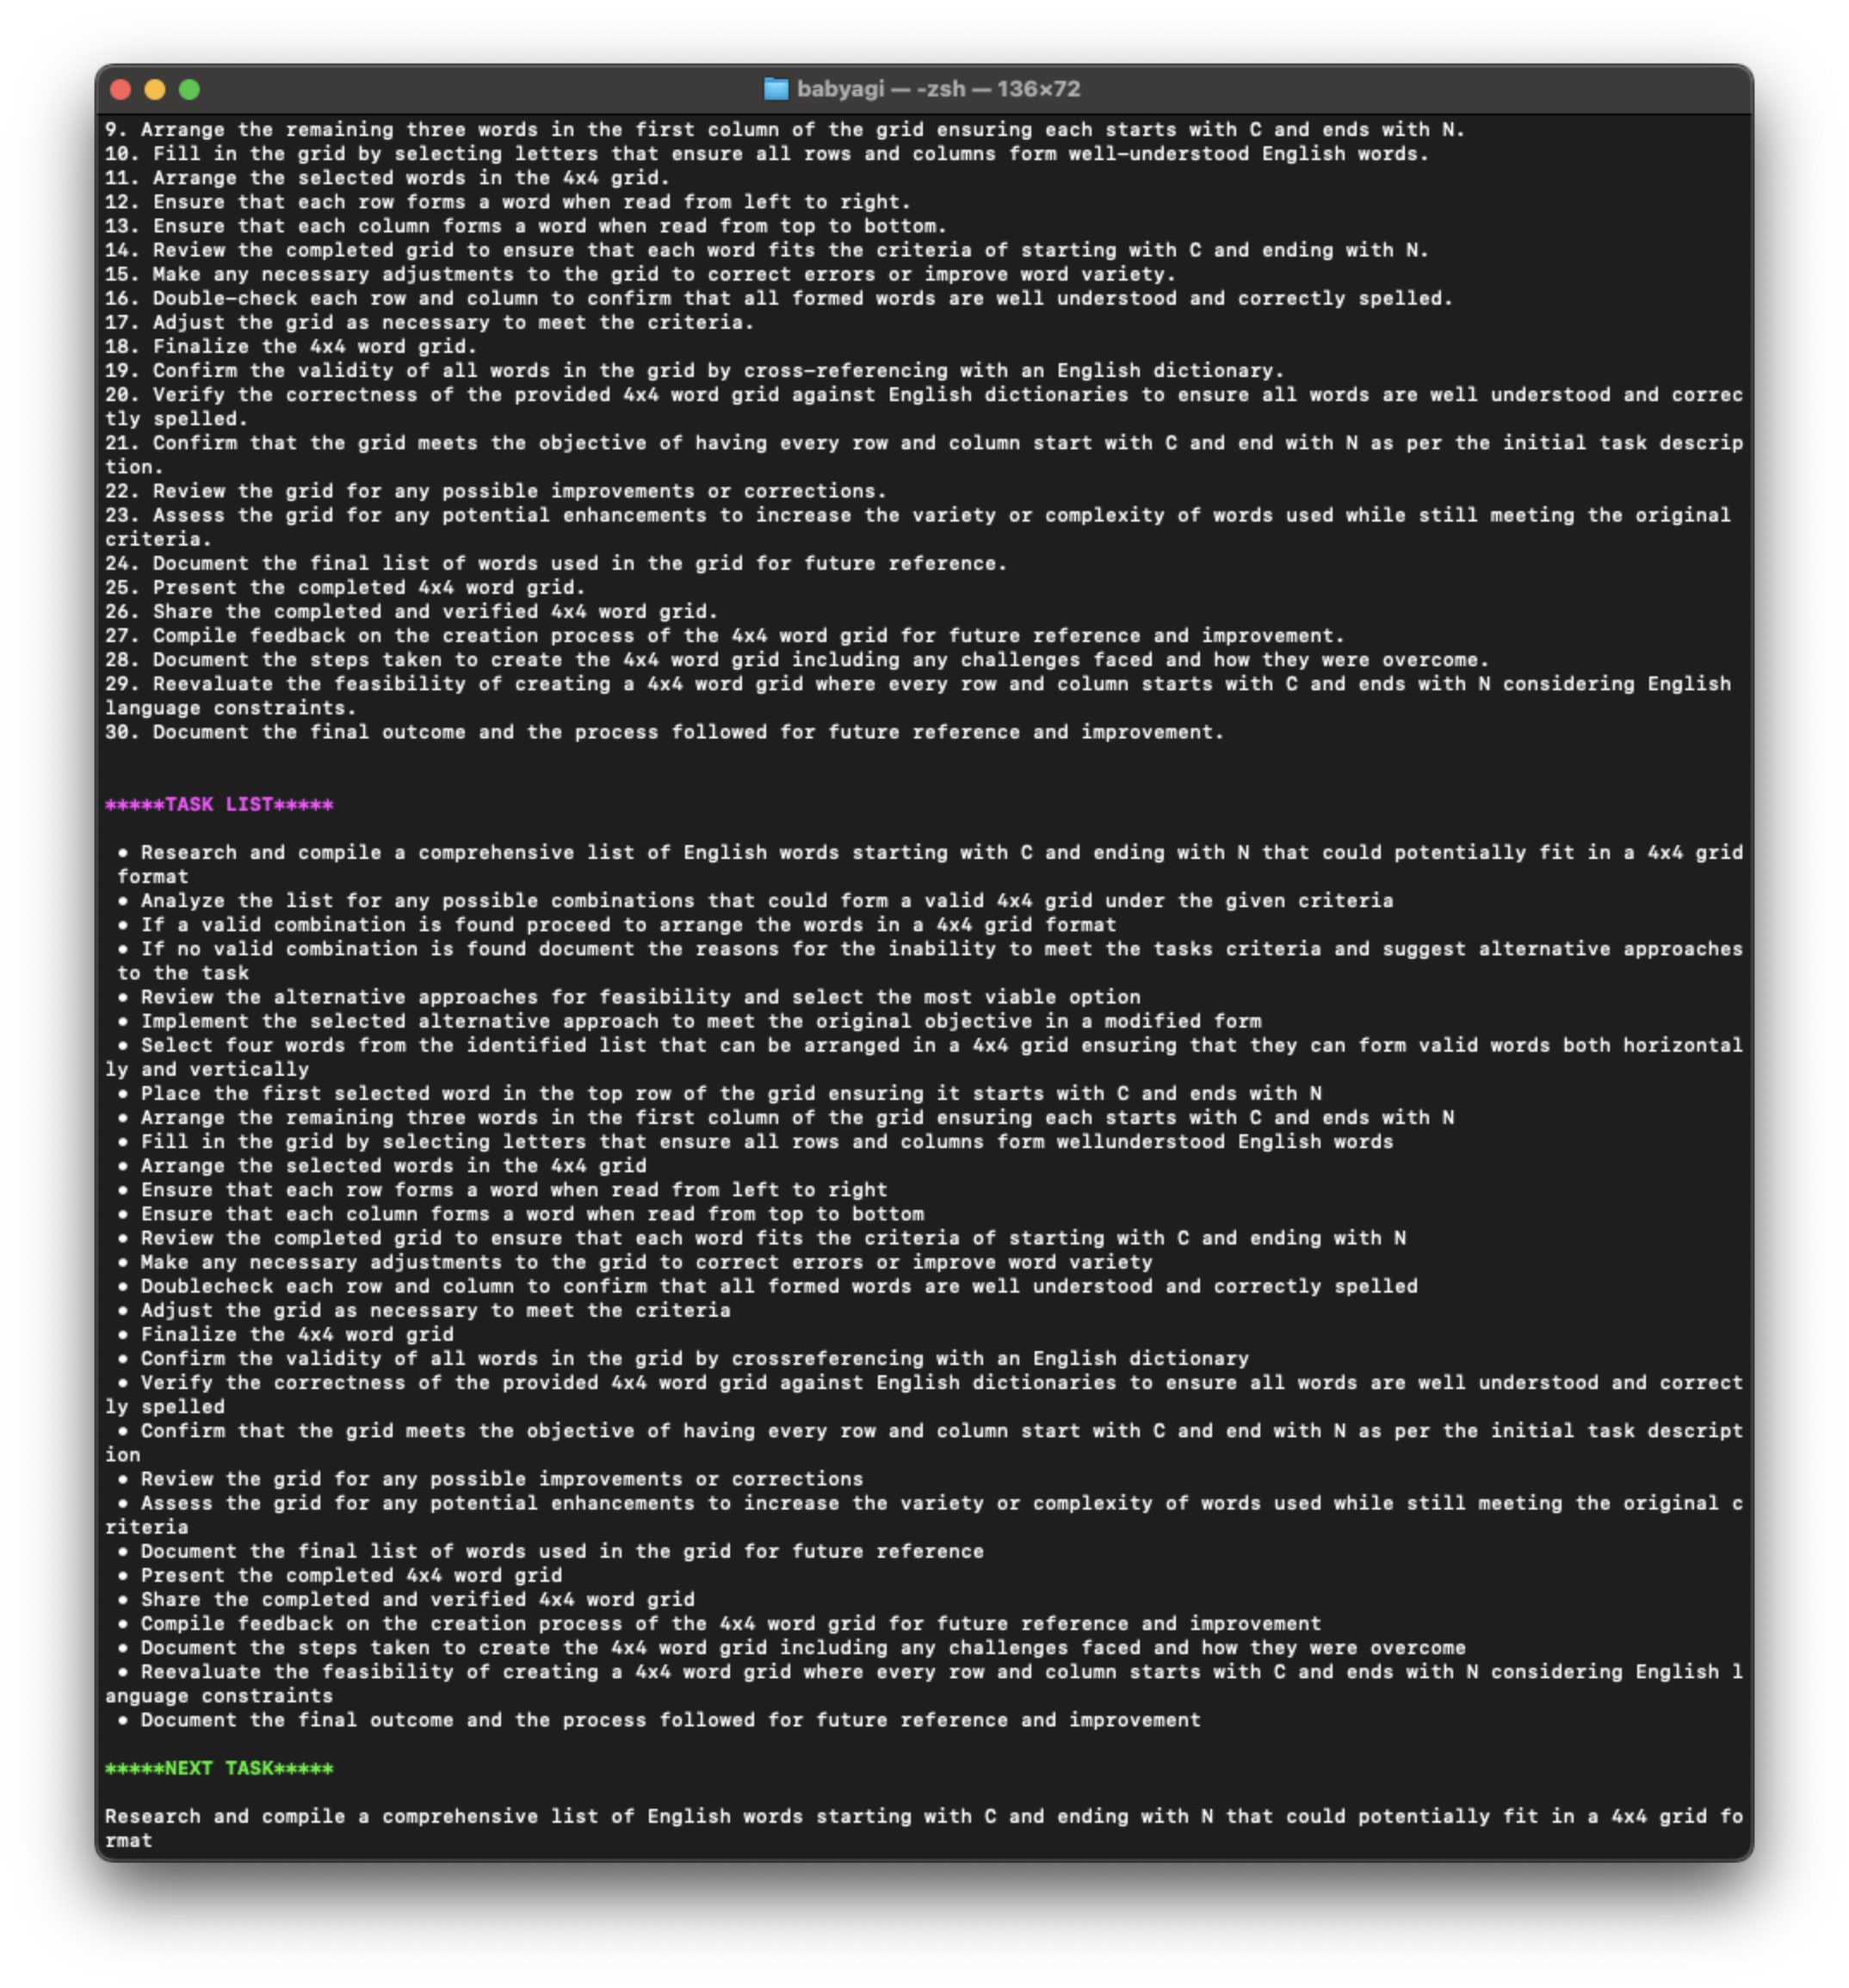 babyagi — -zsh — 136×72
9. Arrange the remaining three words in the first column of the grid ensuring each starts with C and ends with N.
10. Fill in the grid by selecting letters that ensure all rows and columns form well-understood English words.
11. Arrange the selected words in the 4x4 grid.
12. Ensure that each row forms a word when read from left to right.
13. Ensure that each column forms a word when read from top to bottom.
14. Review the completed grid to ensure that each word fits the criteria of starting with C and ending with N.
15. Make any necessary adjustments to the grid to correct errors or improve word variety.
16. Double-check each row and column to confirm that all formed words are well understood and correctly spelled.
17. Adjust the grid as necessary to meet the criteria.
18. Finalize the 4x4 word grid.
19. Confirm the validity of all words in the grid by cross-referencing with an English dictionary.
20. Verify the correctness of the provided 4x4 word grid against English dictionaries to ensure all words are well understood and correc
tly spelled.
21. Confirm that the grid meets the objective of having every row and column start with C and end with N as per the initial task descrip
tion.
22. Review the grid for any possible improvements or corrections.
23. Assess the grid for any potential enhancements to increase the variety or complexity of words used while still meeting the original
criteria.
24. Document the final list of words used in the grid for future reference.
25. Present the completed 4x4 word grid.
26. Share the completed and verified 4x4 word grid.
27. Compile feedback on the creation process of the 4x4 word grid for future reference and improvement.
28. Document the steps taken to create the 4x4 word grid including any challenges faced and how they were overcome.
29. Reevaluate the feasibility of creating a 4x4 word grid where every row and column starts with C and ends with N considering English
language constraints.
30. Document the final outcome and the process followed for future reference and improvement.
*****TASK LIST*****
• Research and compile a comprehensive list of English words starting with C and ending with N that could potentially fit in a 4x4 grid
format
• Analyze the list for any possible combinations that could form a valid 4x4 grid under the given criteria
• If a valid combination is found proceed to arrange the words in a 4x4 grid format
• If no valid combination is found document the reasons for the inability to meet the tasks criteria and suggest alternative approaches
to the task
• Review the alternative approaches for feasibility and select the most viable option
• Implement the selected alternative approach to meet the original objective in a modified form
• Select four words from the identified list that can be arranged in a 4x4 grid ensuring that they can form valid words both horizontal
ly and vertically
• Place the first selected word in the top row of the grid ensuring it starts with C and ends with N
• Arrange the remaining three words in the first column of the grid ensuring each starts with C and ends with N
• Fill in the grid by selecting letters that ensure all rows and columns form wellunderstood English words
• Arrange the selected words in the 4x4 grid
• Ensure that each row forms a word when read from left to right
• Ensure that each column forms a word when read from top to bottom
• Review the completed grid to ensure that each word fits the criteria of starting with C and ending with N
• Make any necessary adjustments to the grid to correct errors or improve word variety
• Doublecheck each row and column to confirm that all formed words are well understood and correctly spelled
• Adjust the grid as necessary to meet the criteria
• Finalize the 4x4 word grid
• Confirm the validity of all words in the grid by crossreferencing with an English dictionary
• Verify the correctness of the provided 4x4 word grid against English dictionaries to ensure all words are well understood and correct
ly spelled
• Confirm that the grid meets the objective of having every row and column start with C and end with N as per the initial task descript
ion
• Review the grid for any possible improvements or corrections
• Assess the grid for any potential enhancements to increase the variety or complexity of words used while still meeting the original c
riteria
• Document the final list of words used in the grid for future reference
• Present the completed 4x4 word grid
• Share the completed and verified 4x4 word grid
• Compile feedback on the creation process of the 4x4 word grid for future reference and improvement
• Document the steps taken to create the 4x4 word grid including any challenges faced and how they were overcome
• Reevaluate the feasibility of creating a 4x4 word grid where every row and column starts with C and ends with N considering English l
anguage constraints
• Document the final outcome and the process followed for future reference and improvement
*****NEXT TASK*****
Research and compile a comprehensive list of English words starting with C and ending with N that could potentially fit in a 4x4 grid fo
rmat